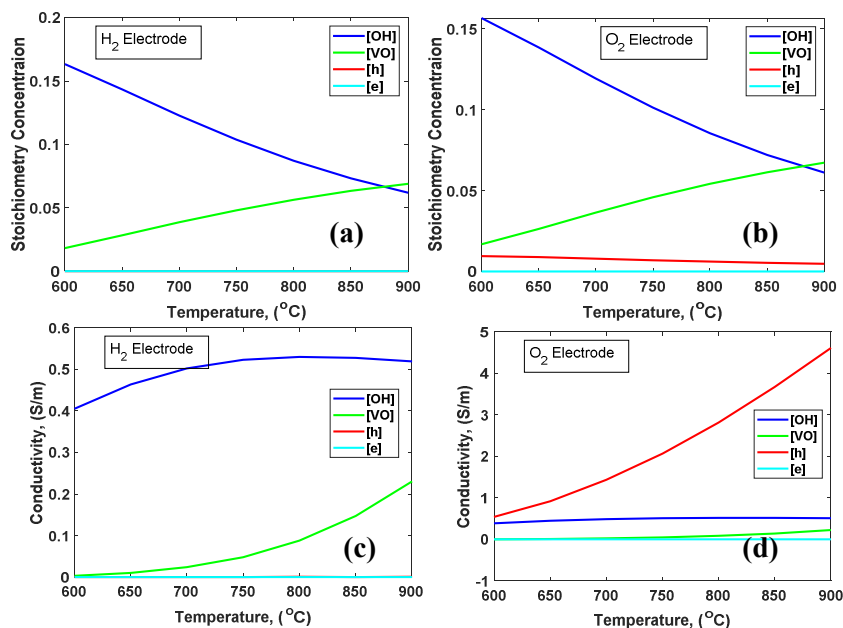 H2 Electrode
[OH]
[VO]
[h]
[e]
Stoichiometry Concentraion
0.2
0.15
0.1
0.05
0
(a)
600 650 700 750 800 850 900
Temperature, (oC)
O2 Electrode
[OH]
[VO]
[h]
[e]
Stoichiometry Concentraion
0.15
0.1
0.05
0
(b)
600 650 700 750 800 850 900
Temperature, (oC)
H2 Electrode
[OH]
[VO]
[h]
[e]
Conductivity, (S/m)
0.6
0.5
0.4
0.3
0.2
0.1
0
(c)
600 650 700 750 800 850 900
Temperature, (oC)
O2 Electrode
[OH]
[VO]
[h]
[e]
Conductivity, (S/m)
5
4
3
2
1
0
-1
(d)
600 650 700 750 800 850 900
Temperature, (oC)